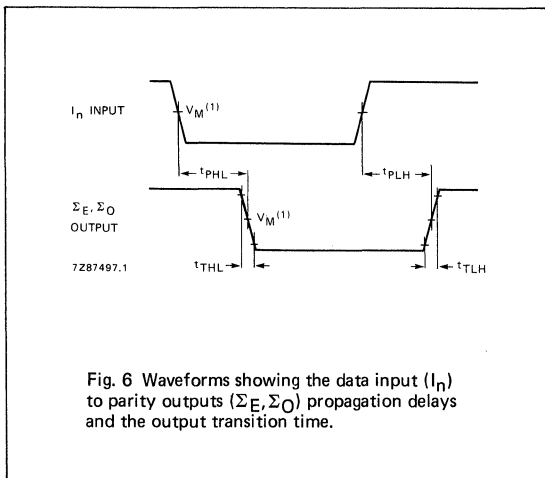 I_n INPUT
V_M (1)
t_PHL
t_PLH
Σ_E, Σ_O
OUTPUT
V_M (1)
7Z87497.1
t_THL
t_TLH
Fig. 6 Waveforms showing the data input (I_n)
to parity outputs (Σ_E, Σ_O) propagation delays
and the output transition time.